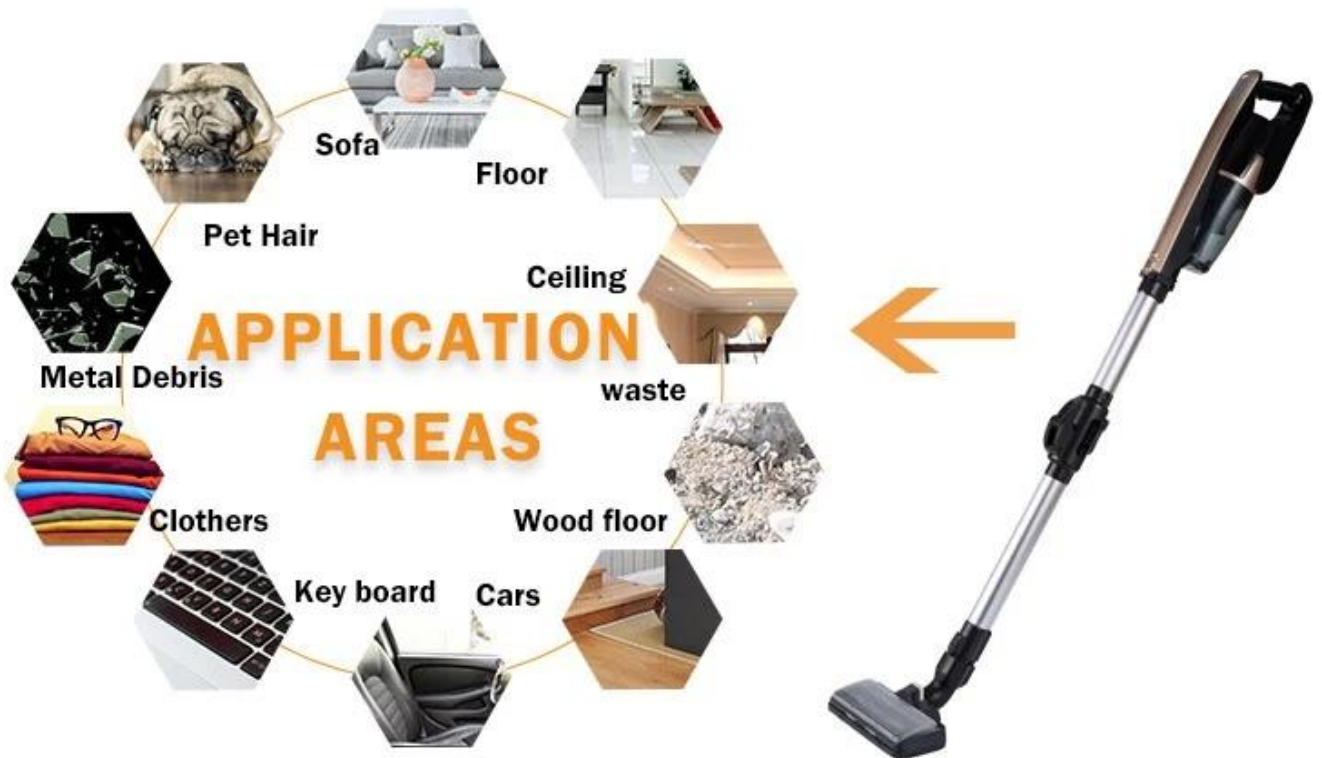 Sofa
Floor
Pet Hair
Ceiling
APPLICATION
Metal Debris
waste
AREAS
Clothers
Wood floor
Key board
Cars